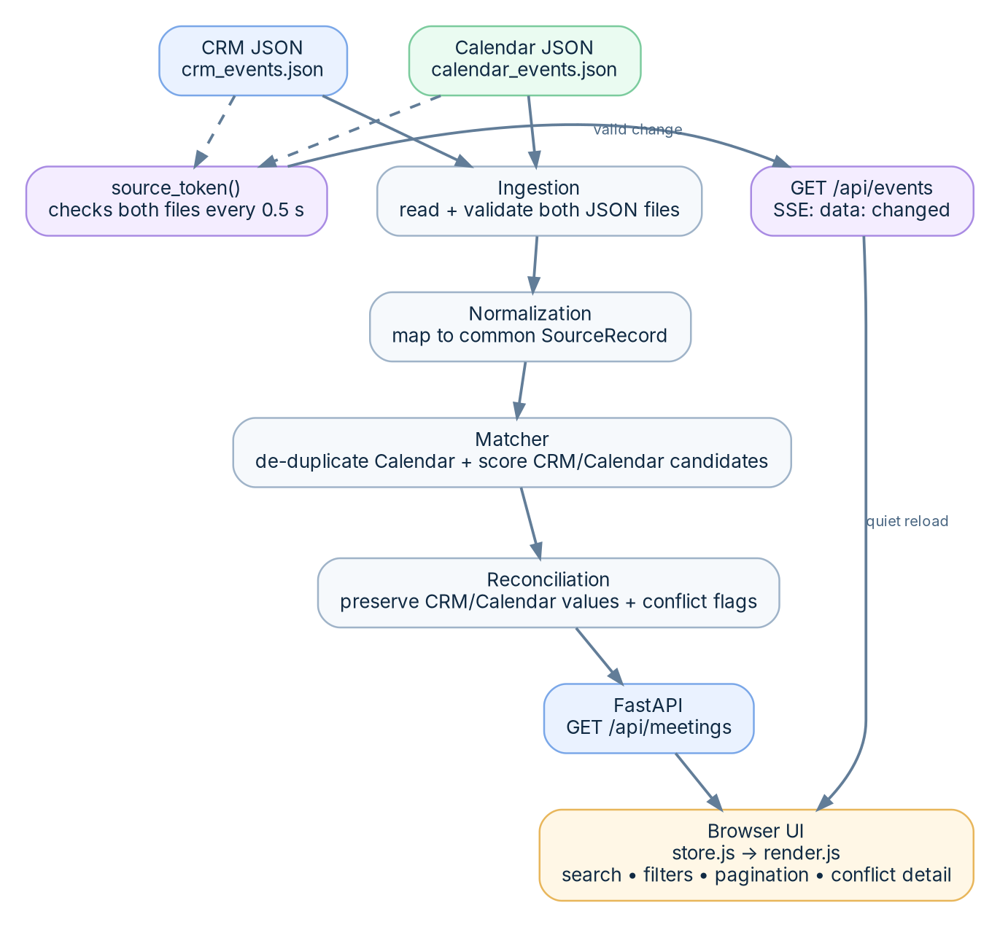 CRM JSON
crm_events.json
Calendar JSON
calendar_events.json
valid change
source_token()
checks both files every 0.5 s
Ingestion
read + validate both JSON files
GET /api/events
SSE: data: changed
Normalization
map to common SourceRecord
Matcher
de-duplicate Calendar + score CRM/Calendar candidates
quiet reload
Reconciliation
preserve CRM/Calendar values + conflict flags
FastAPI
GET /api/meetings
Browser UI
store.js → render.js
search • filters • pagination • conflict detail